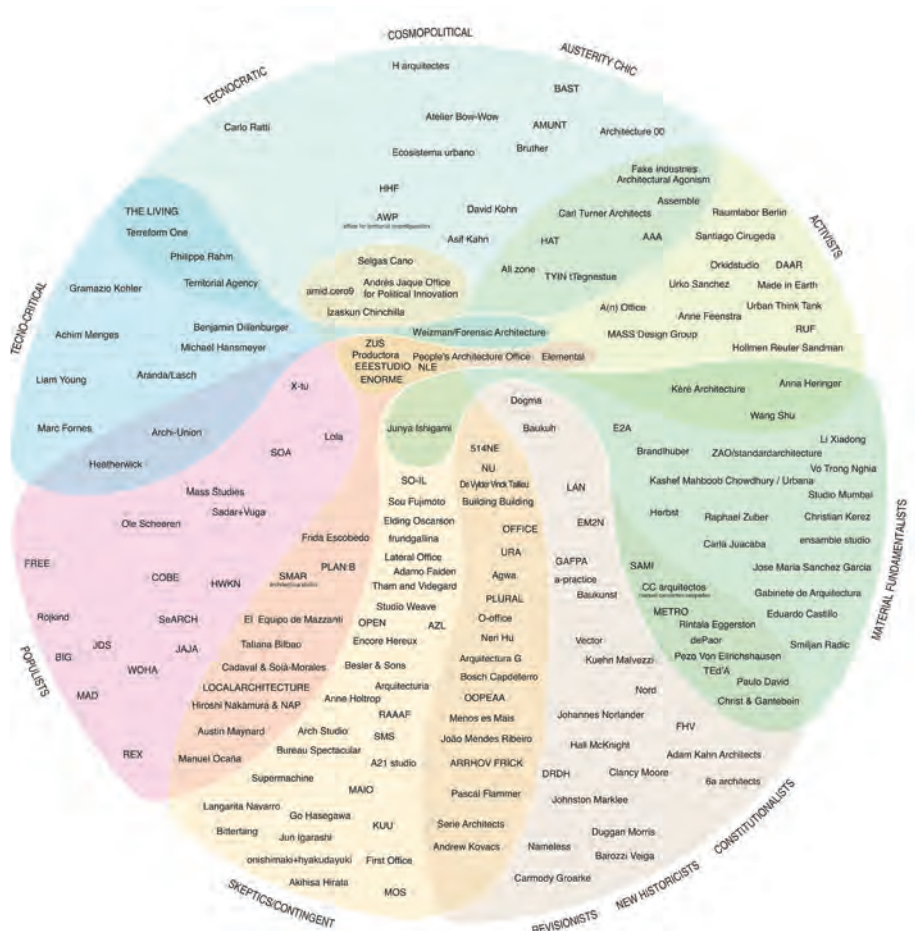 COSMOPOLITICAL
H arquitectes
AUSTERITY CHIC
TECNOCRATIC
BAST
Carlo Ratti
Atelier Bow-Wow
AMUNT
Architecture 00
Ecosistema urbano
Bruther
Fake Industries
Architectural Agonism
HHF
Assemble
THE LIVING
AWP
David Kohn
Carl Turner Architects
Raumlabor Berlin
ACTIVISTS
Terreform One
Asif Kahn
HAT
AAA
Santiago Cirugeda
Philippe Rahm
Selgas Cano
All zone
Orkidstudio
DAAR
Gramazio Kohler
Territorial Agency
amid.cero9
Andrés Jaque Office
for Political Innovation
TYIN tTegnestue
Urko Sanchez
Made in Earth
TECNO-CRITICAL
Izaskun Chinchilla
A(n) Office
Anne Feenstra
Urban Think Tank
Achim Menges
Benjamin Dillenburger
Weizman/Forensic Architecture
MASS Design Group
RUF
Michael Hansmeyer
ZUS
Productora
People's Architecture Office
Elemental
Hollmen Reuter Sandman
Liam Young
Aranda/Lasch
EEESTUDIO
NLE
X-tu
ENORME
Kéré Architecture
Anna Heringer
Dogma
Wang Shu
Marc Fornes
Archi-Union
Junya Ishigami
Baukuh
E2A
Lola
Li Xiadong
Heatherwick
SOA
514NE
Brandlhuber
ZAO/standardarchitecture
NU
Vo Trong Nghia
Mass Studies
SO-IL
De Vylder Vinck Taillieu
LAN
Kashef Mahboob Chowdhury / Urbana
Sadar+Vuga
Sou Fujimoto
Building Building
Studio Mumbai
Ole Scheeren
Elding Oscarson
Herbst
Raphael Zuber
Christian Kerez
Frida Escobedo
frundgallina
OFFICE
EM2N
Carla Juacaba
ensamble studio
FREE
Lateral Office
URA
GAFPA
PLAN:B
Adamo Faiden
SAMI
Jose Maria Sanchez Garcia
COBE
HWKN
SMAR
Tham and Videgard
Agwa
a-practice
CC arquitectos
Gabinete de Arquitectura
Studio Weave
PLURAL
Baukunst
MATERIAL FUNDAMENTALISTS
Rojkind
SeARCH
El Equipo de Mazzanti
OPEN
AZL
O-office
METRO
Eduardo Castillo
JDS
JAJA
Tatiana Bilbao
Encore Hereux
Neri Hu
Vector
Rintala Eggerston
dePaor
Smiljan Radic
POPULISTS
BIG
WOHA
Cadaval & Solà-Morales
Besler & Sons
Arquitectura G
Kuehn Malvezzi
Pezo Von Ellrichshausen
TEd'A
MAD
LOCALARCHITECTURE
Arquitecturia
Bosch Capdeferro
Paulo David
Hiroshi Nakamura & NAP
Anne Holtrop
OOPEAA
Nord
Christ & Gantebein
RAAAF
Johannes Norlander
Austin Maynard
Arch Studio
SMS
Menos es Mais
FHV
REX
Manuel Ocaña
Bureau Spectacular
João Mendes Ribeiro
Hall McKnight
Adam Kahn Architects
A21 studio
ARRHOV FRICK
DRDH
Clancy Moore
6a architects
Supermachine
MAIO
Pascal Flammer
Johnston Marklee
CONSTITUTIONALISTS
Langarita Navarro
Go Hasegawa
KUU
Serie Architects
Duggan Morris
Bittertang
Jun Igarashi
Andrew Kovacs
Nameless
Barozzi Veiga
onishimaki+hyakudayuki
First Office
Carmody Groarke
NEW HISTORICISTS
Akihisa Hirata
MOS
SKEPTICS/CONTINGENT
REVISIONISTS